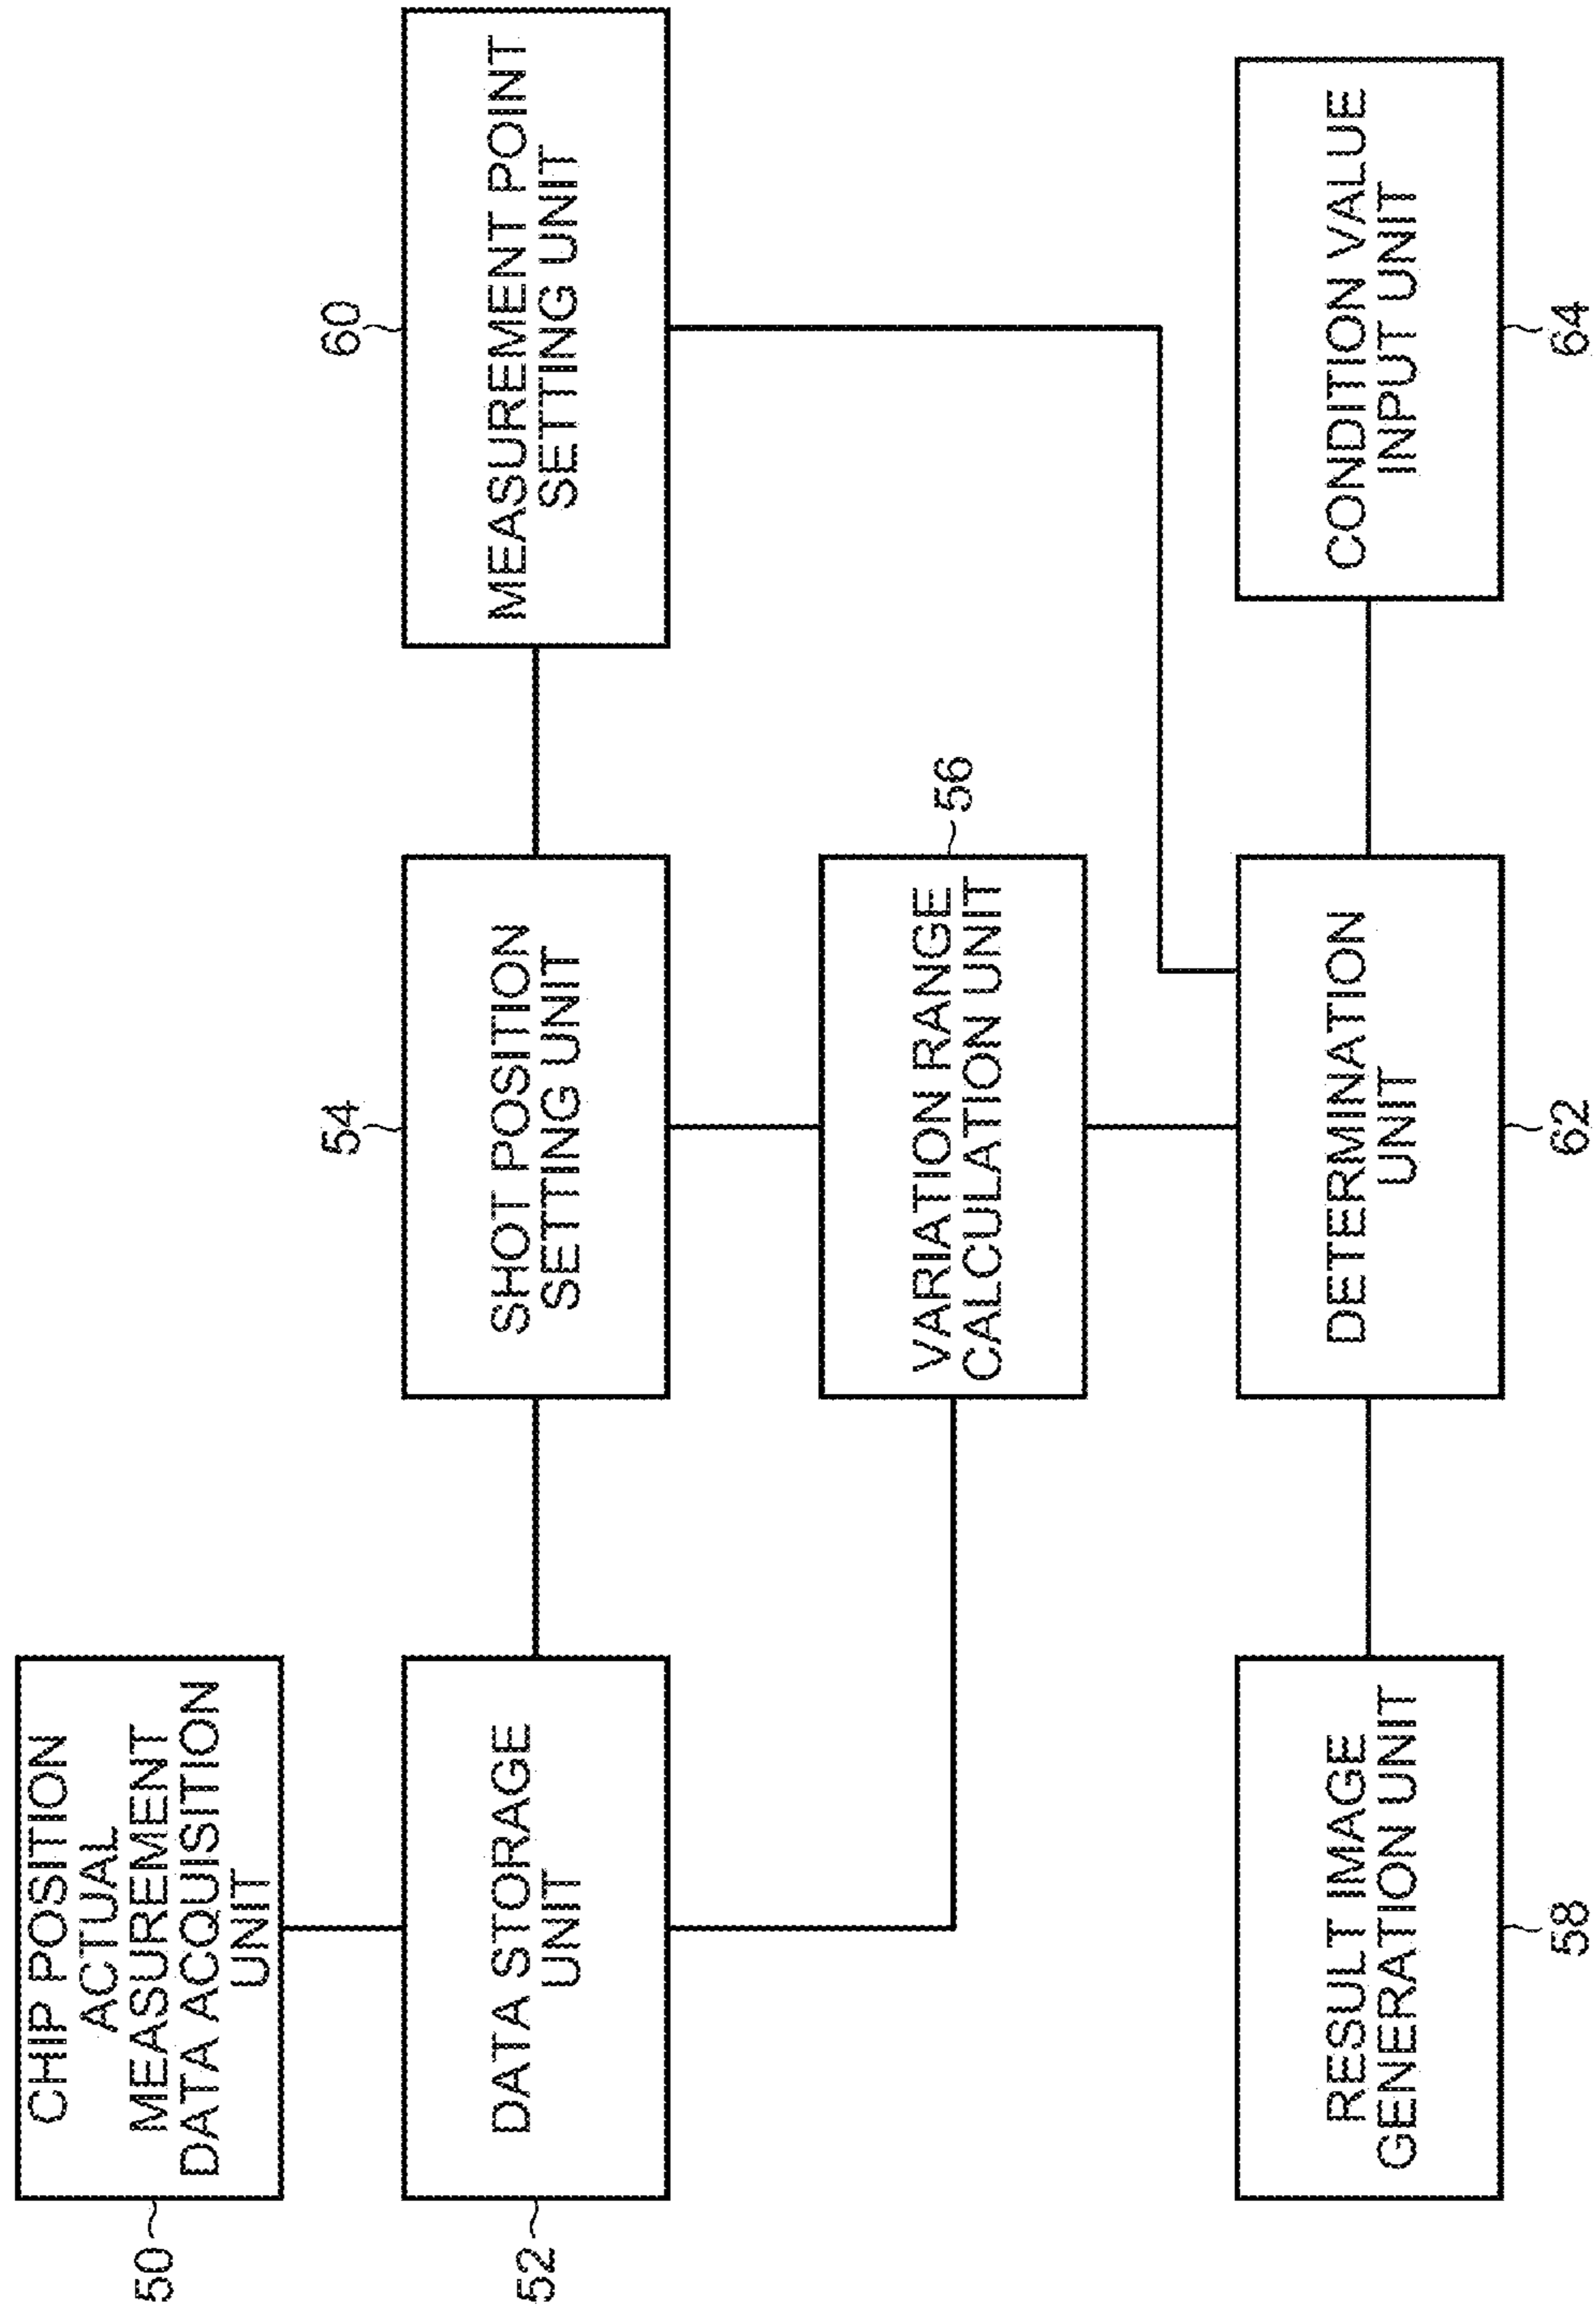 50
CHIP POSITION
ACTUAL
MEASUREMENT
DATA ACQUISITION
UNIT
52
DATA STORAGE
UNIT
54
SHOT POSITION
SETTING UNIT
60
MEASUREMENT POINT
SETTING UNIT
VARIATION RANGE
CALCULATION UNIT
56
RESULT IMAGE
GENERATION UNIT
58
DETERMINATION
UNIT
62
CONDITION VALUE
INPUT UNIT
64